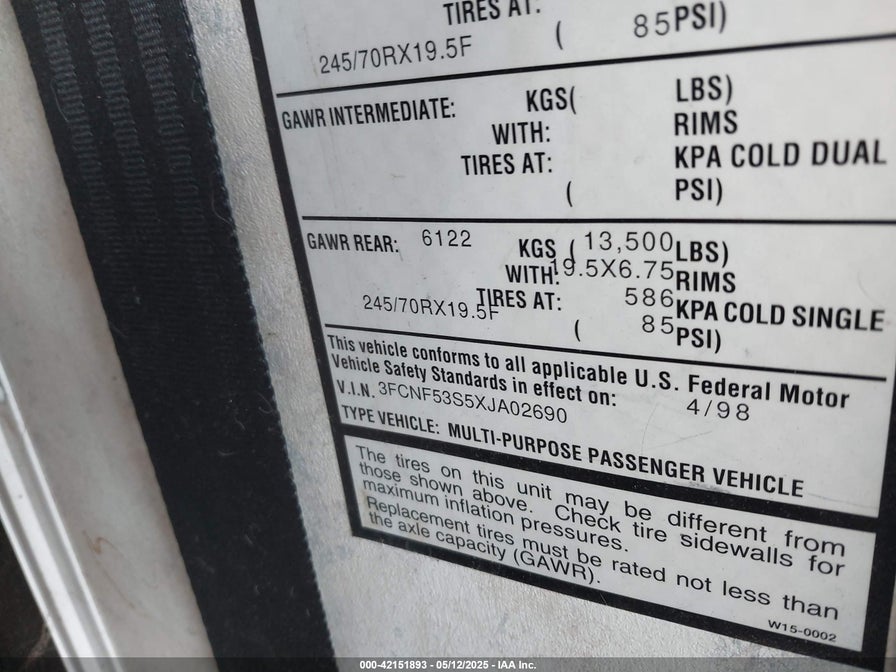 TIRES AT:
245/70RX19.5F ( 85 PSI)
GAWR INTERMEDIATE: KGS( LBS)
WITH: RIMS
TIRES AT: KPA COLD DUAL
( PSI)
GAWR REAR: 6122 KGS ( 13,500 LBS)
WITH: 19.5X6.75 RIMS
245/70RX19.5F TIRES AT: 586 KPA COLD SINGLE
( 85 PSI)
This vehicle conforms to all applicable U.S. Federal Motor
Vehicle Safety Standards in effect on: 4/98
V.I.N. 3FCNF53S5XJA02690
TYPE VEHICLE: MULTI-PURPOSE PASSENGER VEHICLE
The tires on this unit may be different from
those shown above. Check tire sidewalls for
maximum inflation pressures.
Replacement tires must be rated not less than
the axle capacity (GAWR).
W15-0002
000-42151893 - 05/12/2025 - IAA Inc.